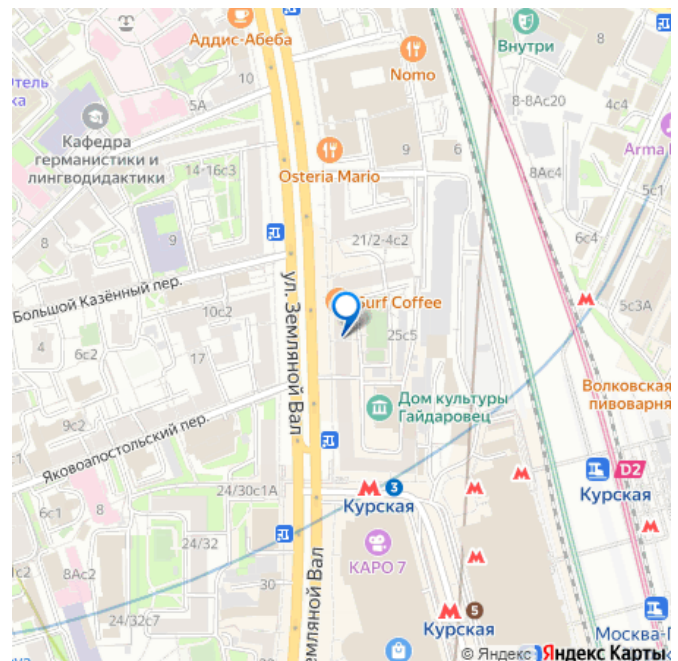 Аддис-Абеба
Внутри
8
10
Nomo
Отель
5А
8-8Ас20
4с4
Кафедра
германистики и
лингводидактики
Osteria Mario
9
6
14-16с3
8Ас4
Arma
5с1
8
9
21/2-4с2
6с4
Большой Казённый пер.
10с2
Surf Coffee
5с3А
4
6с2
17
25с5
ул. Земляной Вал
Дом культуры
Гайдаровец
Волковская
пивоварня
9с2
Яковоапостольский пер.
24/30с1А
3
Курская
D2
Курская
24/32
КАРО 7
1с2
8Ас2
30
24/32с7
Земляной Вал
5
Курская
Москва-
© Яндекс Яндекс Карты